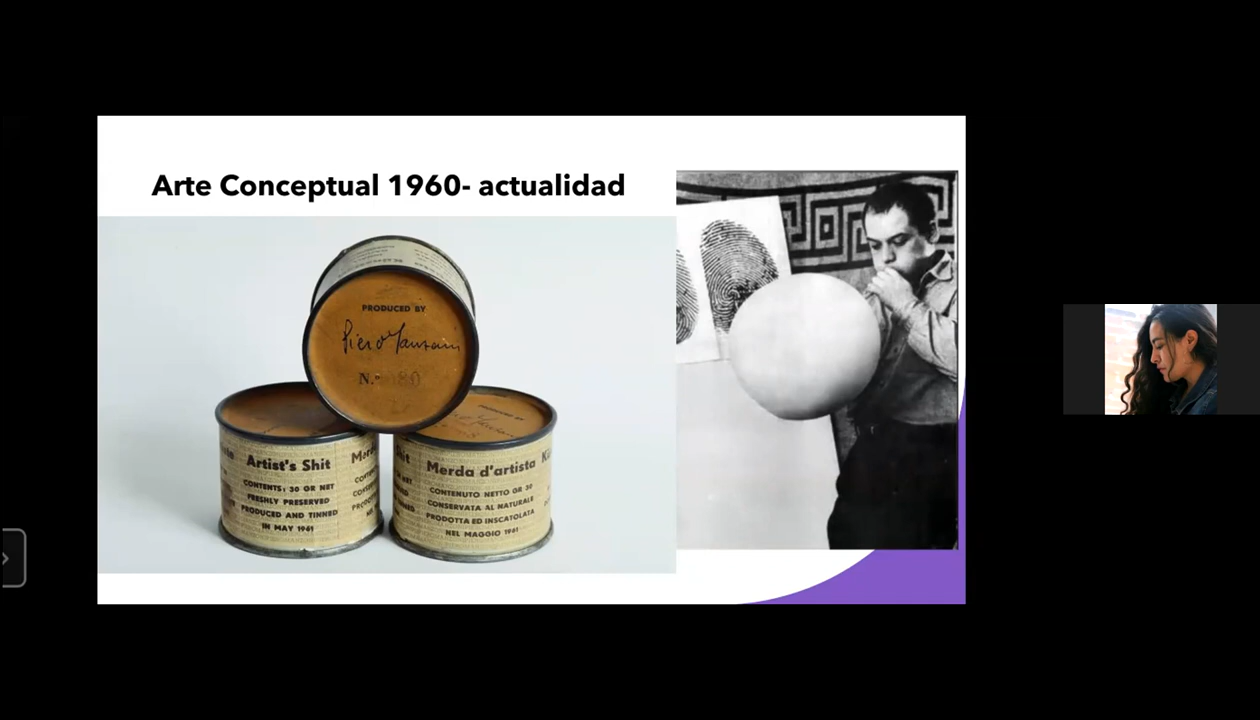 Arte Conceptual 1960- actualidad
PRODUCED BY
Piero Manzoni
N.º 080
Artist's Shit
CONTENTS: 30 GR NET
FRESHLY PRESERVED
PRODUCED AND TINNED
IN MAY 1961
Merda d'artista
CONTENUTO NETTO GR 30
CONSERVATA AL NATURALE
PRODOTTA ED INSCATOLATA
NEL MAGGIO 1961